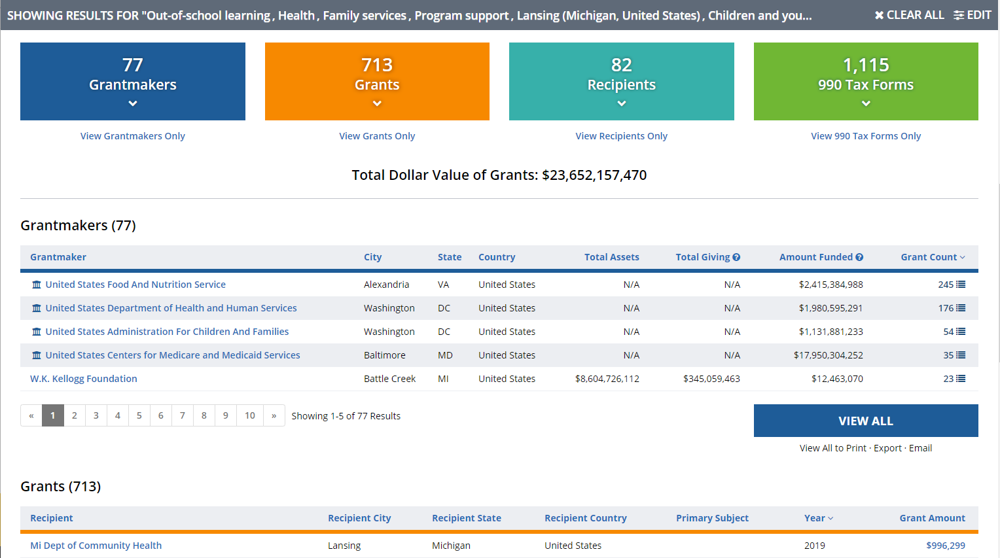 SHOWING RESULTS FOR "Out-of-school learning , Health , Family services , Program support , Lansing (Michigan, United States) , Children and you... CLEAR ALL EDIT
77 713 82 1,115
Grantmakers Grants Recipients 990 Tax Forms
View Grantmakers Only View Grants Only View Recipients Only View 990 Tax Forms Only
Total Dollar Value of Grants: $23,652,157,470
Grantmakers (77)
Grantmaker City State Country Total Assets Total Giving ? Amount Funded ? Grant Count
United States Food And Nutrition Service Alexandria VA United States N/A N/A $2,415,384,988 245
United States Department of Health and Human Services Washington DC United States N/A N/A $1,980,595,291 176
United States Administration For Children And Families Washington DC United States N/A N/A $1,131,881,233 54
United States Centers for Medicare and Medicaid Services Baltimore MD United States N/A N/A $17,950,304,252 35
W.K. Kellogg Foundation Battle Creek MI United States $8,604,726,112 $345,059,463 $12,463,070 23
« 1 2 3 4 5 6 7 8 9 10 » Showing 1-5 of 77 Results VIEW ALL
View All to Print · Export · Email
Grants (713)
Recipient Recipient City Recipient State Recipient Country Primary Subject Year Grant Amount
Mi Dept of Community Health Lansing Michigan United States 2019 $996,299